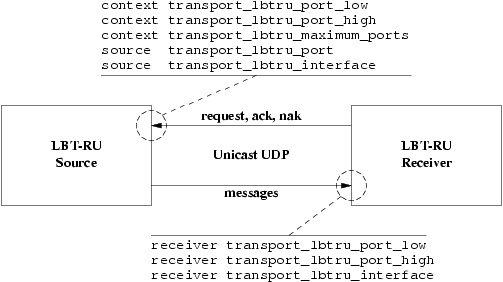 context transport_lbtru_port_low
context transport_lbtru_port_high
context transport_lbtru_maximum_ports
source transport_lbtru_port
source transport_lbtru_interface
request, ack, nak
LBT-RU
Source
Unicast UDP
LBT-RU
Receiver
messages
receiver transport_lbtru_port_low
receiver transport_lbtru_port_high
receiver transport_lbtru_interface